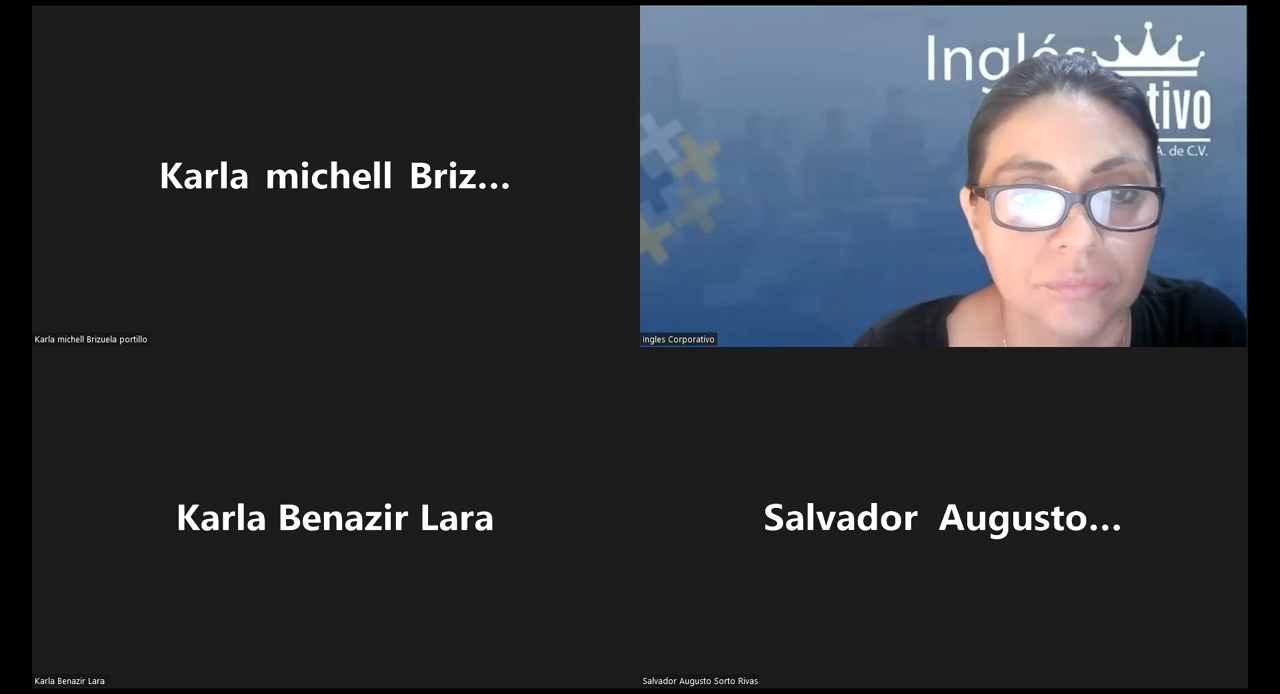 Karla michell Briz...
Karla michell Brizuela portillo
Inglés
tivo
A. de C.V.
Ingles Corporativo
Karla Benazir Lara
Karla Benazir Lara
Salvador Augusto...
Salvador Augusto Sorto Rivas